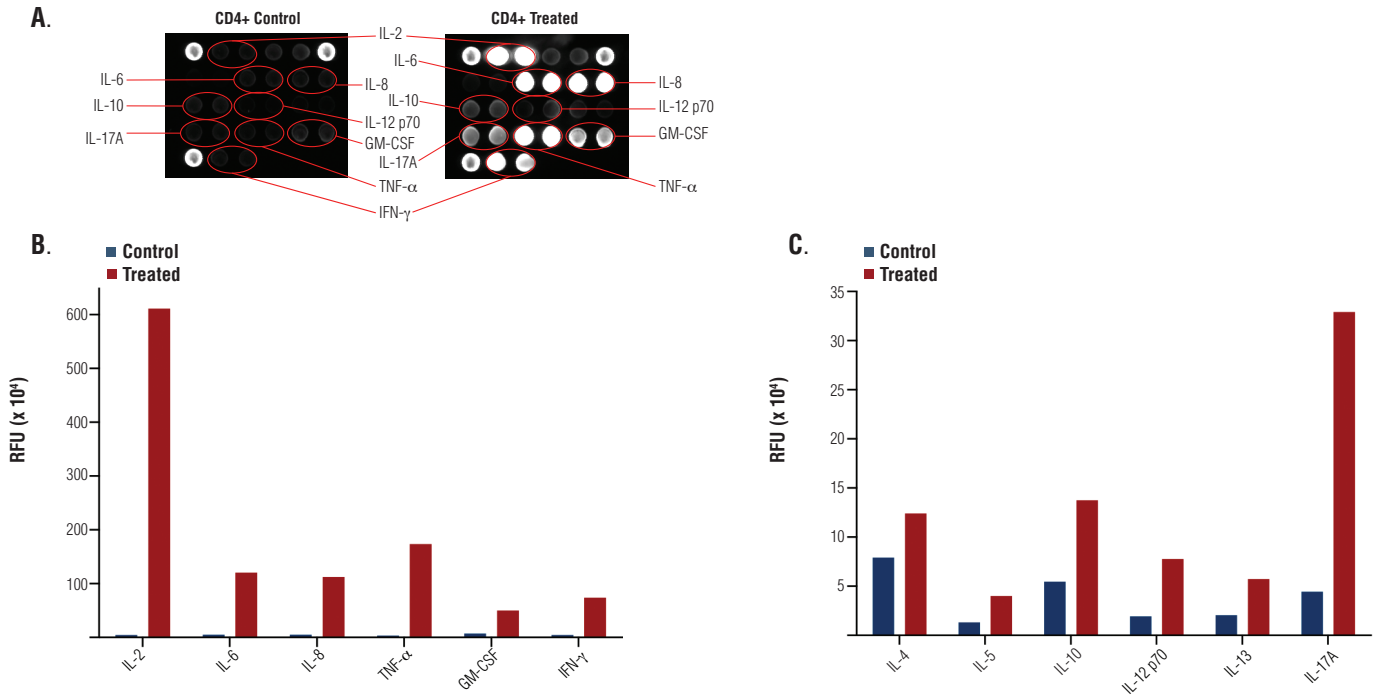 A.
CD4+ Control
CD4+ Treated
IL-2
IL-6
IL-6
IL-8
IL-8
IL-10
IL-10
IL-12 p70
IL-12 p70
IL-17A
GM-CSF
GM-CSF
IL-17A
TNF-α
TNF-α
IFN-γ
B.
Control
Treated
RFU (x 10⁴)
600
500
400
300
200
100
IL-2
IL-6
IL-8
TNF-α
GM-CSF
IFN-γ
C.
Control
Treated
RFU (x 10⁴)
35
30
25
20
15
10
5
IL-4
IL-5
IL-10
IL-12 p70
IL-13
IL-17A